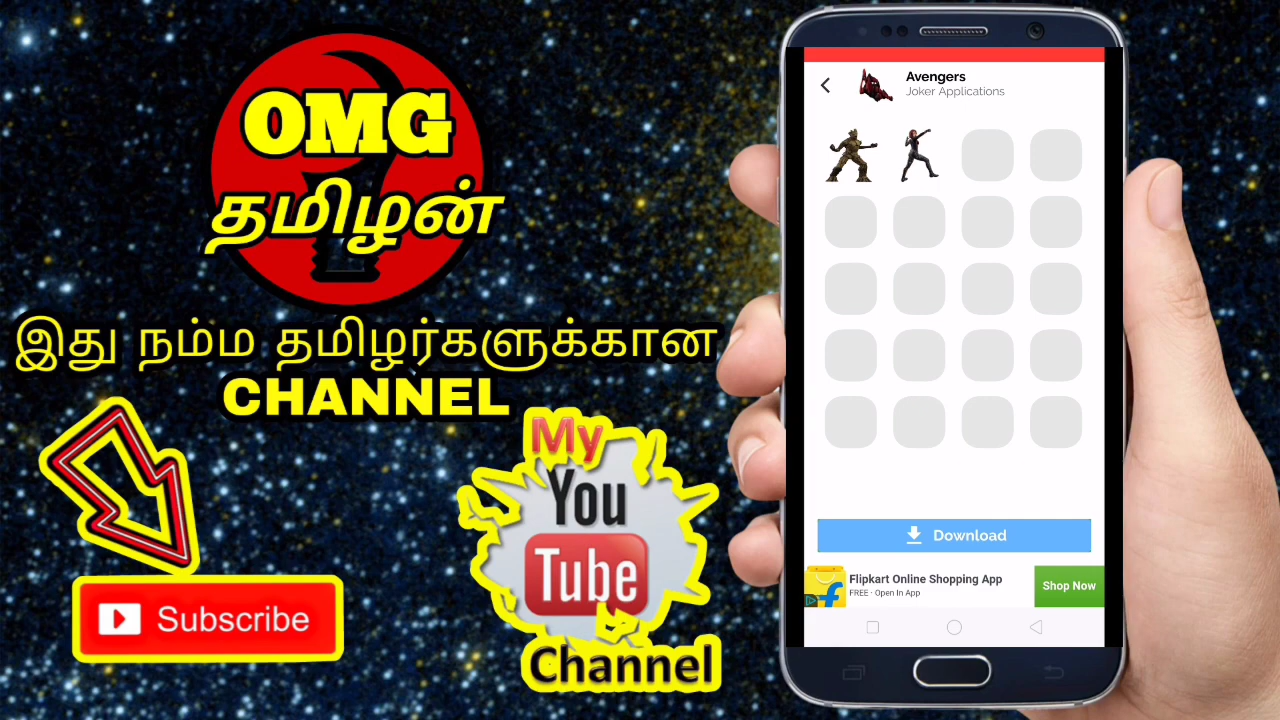 OMG
தமிழன்
இது நம்ம தமிழர்களுக்கான
CHANNEL
Subscribe
My
You
Tube
Channel
Avengers
Joker Applications
Download
Flipkart Online Shopping App
FREE · Open In App
Shop Now